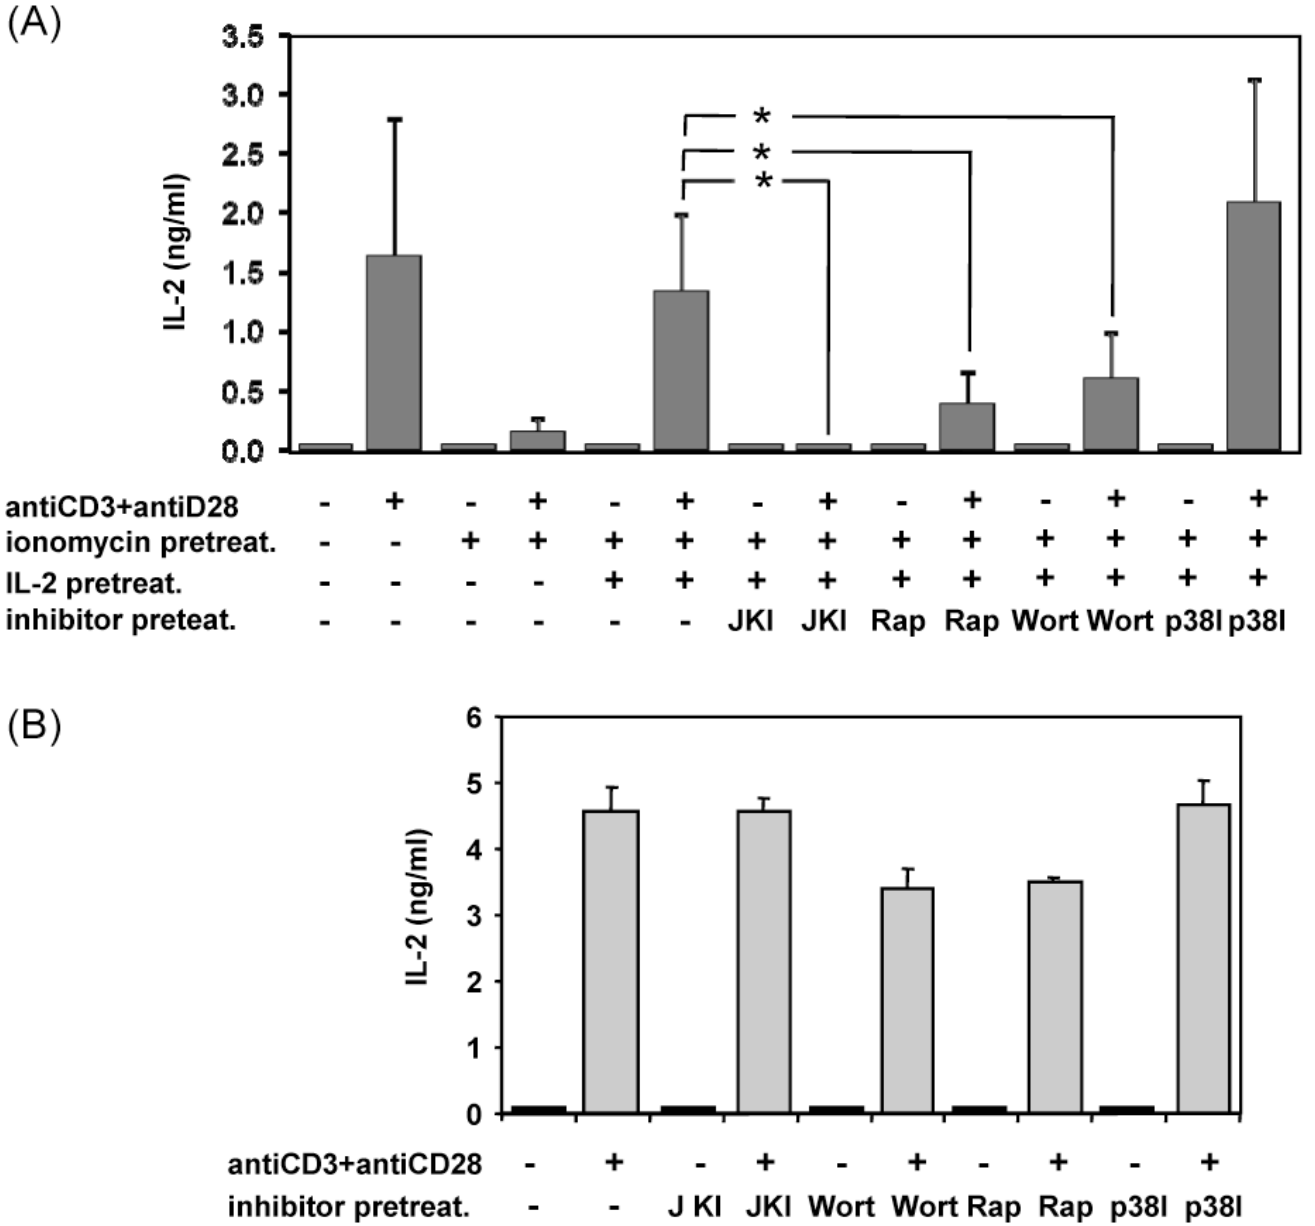 (A)
3.5
3.0
2.5
2.0
1.5
1.0
0.5
0.0
IL-2 (ng/ml)
* 
*
*
antiCD3+antiD28 - + - + - + - + - + - + - +
ionomycin pretreat. - - + + + + + + + + + + + +
IL-2 pretreat. - - - - + + + + + + + + + +
inhibitor preteat. - - - - - - JKI JKI Rap Rap Wort Wort p38I p38I
(B)
6
5
4
3
2
1
0
IL-2 (ng/ml)
antiCD3+antiCD28 - + - + - + - + - +
inhibitor pretreat. - - J KI JKI Wort Wort Rap Rap p38I p38I